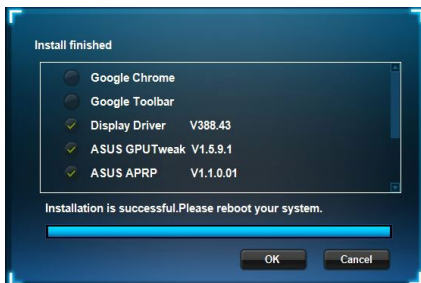 Install finished
Google Chrome
Google Toolbar
Display Driver V388.43
ASUS GPUTweak V1.5.9.1
ASUS APRP V1.1.0.01
Installation is successful.Please reboot your system.
OK Cancel